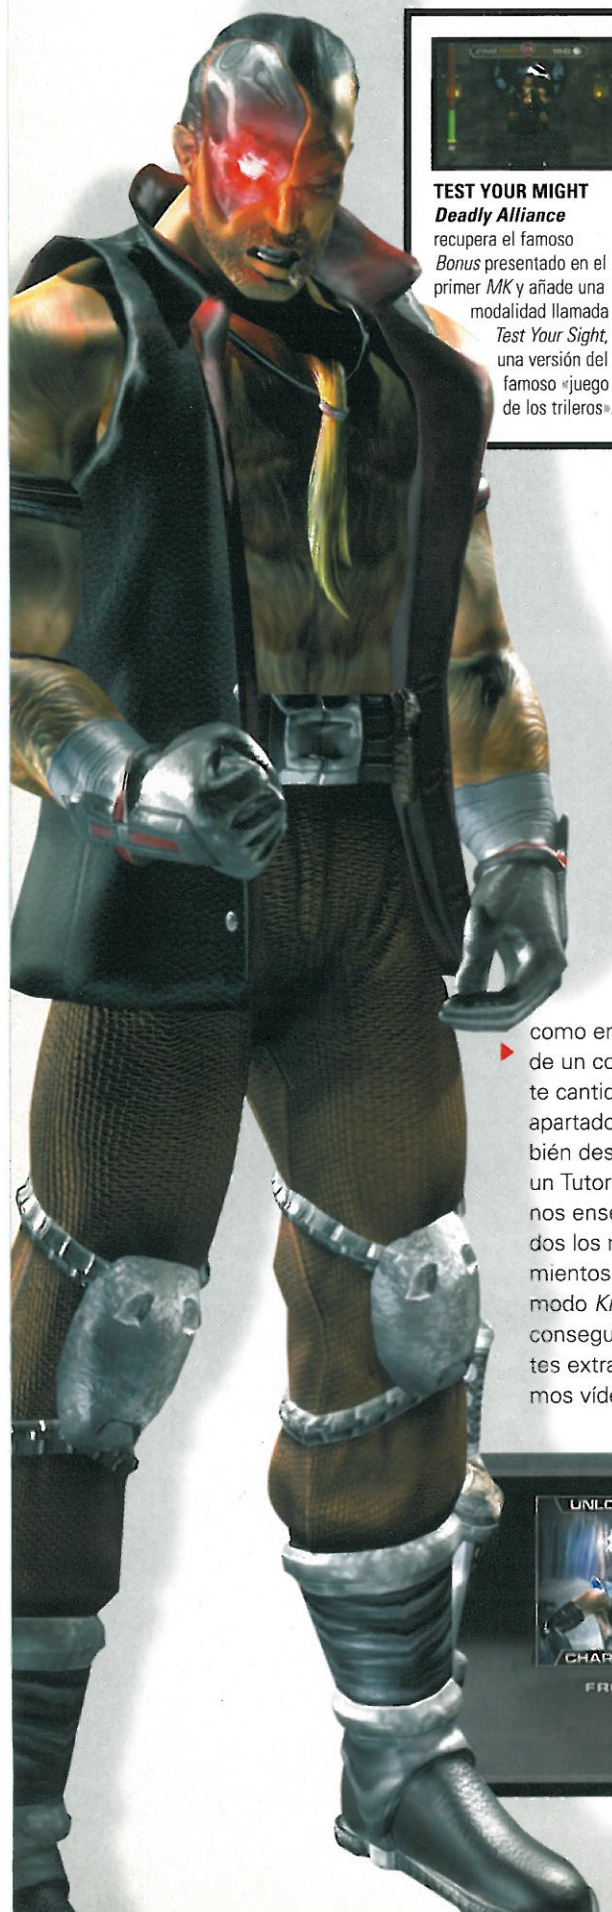 TEST YOUR MIGHT
Deadly Alliance
recupera el famoso
Bonus presentado en el
primer MK y añade una
modalidad llamada
Test Your Sight,
una versión del
famoso «juego
de los trileros».
como en
de un co
te cantid
apartado
bién des
un Tutor
nos ense
dos los m
mientos
modo K
consegu
tes extra
mos víde
UNLO
CHAR
FR